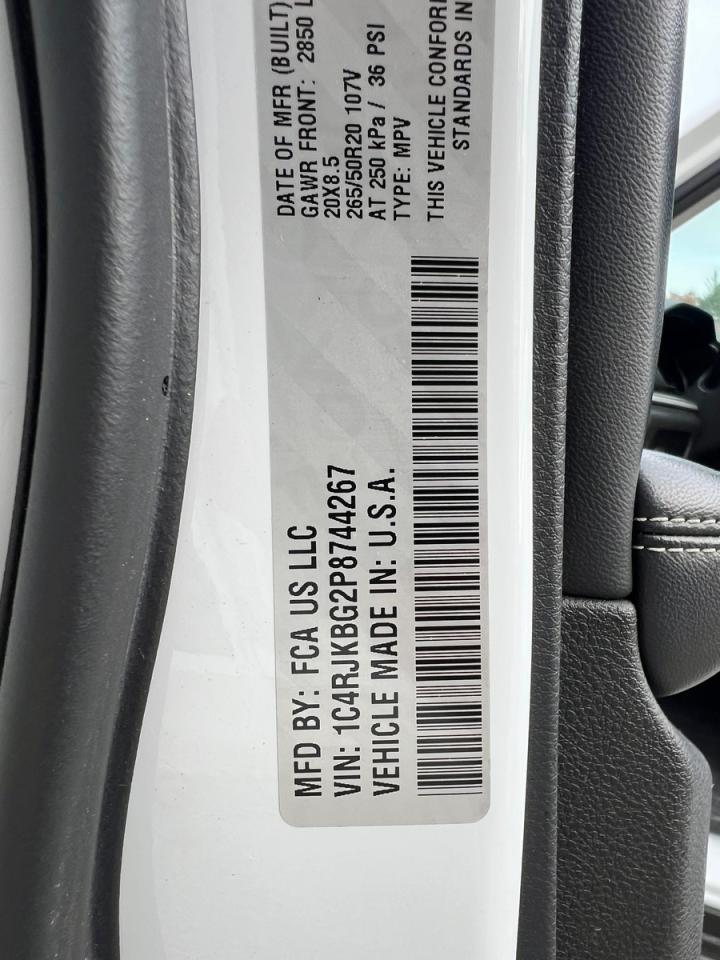 MFD BY: FCA US LLC
VIN: 1C4RJKBG2P8744267
VEHICLE MADE IN: U.S.A.
DATE OF MFR (BUILT)
GAWR FRONT: 2850 L
20X8.5
265/50R20 107V
AT 250 kPa / 36 PSI
TYPE: MPV
THIS VEHICLE CONFOR
STANDARDS IN